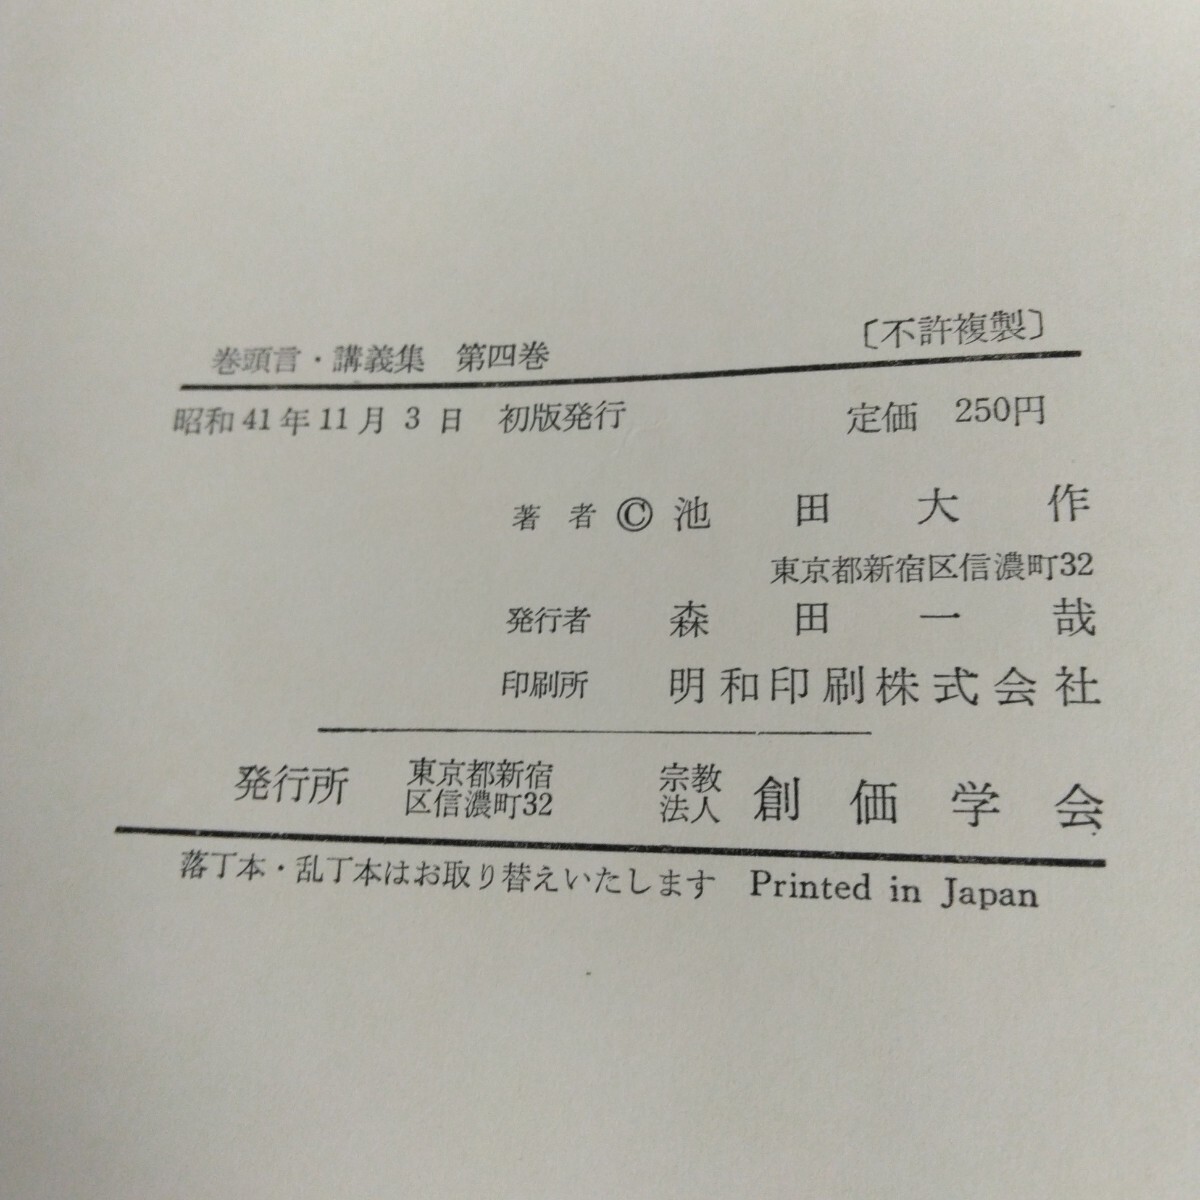 巻頭言・講義集 第四巻 〔不許複製〕
昭和41年11月3日 初版発行 定価 250円
著者 © 池田大作
東京都新宿区信濃町32
発行者 森田一哉
印刷所 明和印刷株式会社
発行所 東京都新宿区信濃町32 宗教法人 創価学会
落丁本・乱丁本はお取り替えいたします Printed in Japan